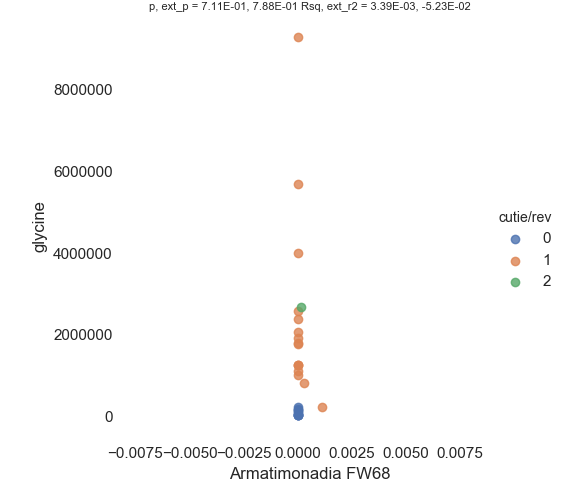 p, ext_p = 7.11E-01, 7.88E-01 Rsq, ext_r2 = 3.39E-03, -5.23E-02
8000000
6000000
4000000
2000000
0
glycine
cutie/rev
0
1
2
−0.0075 −0.0050 −0.0025 0.0000 0.0025 0.0050 0.0075
Armatimonadia FW68